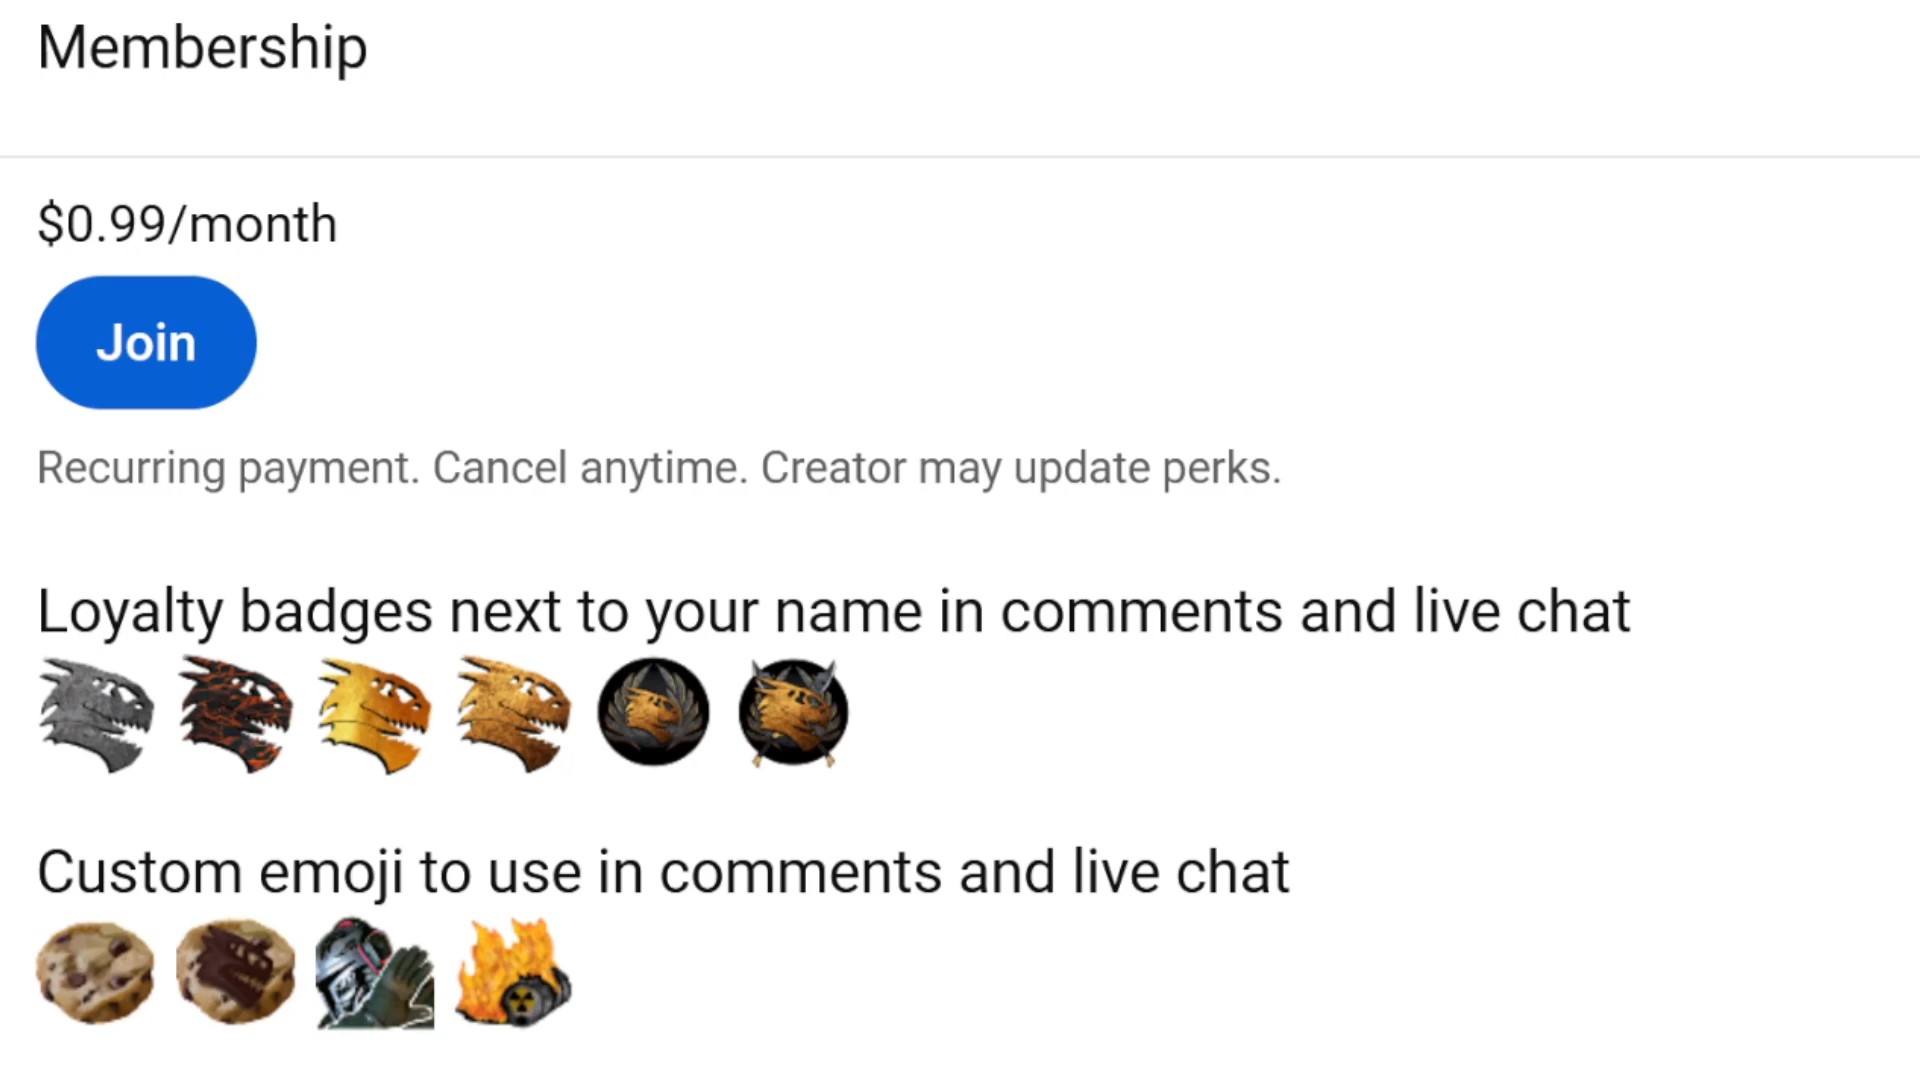 Membership
$0.99/month
Join
Recurring payment. Cancel anytime. Creator may update perks.
Loyalty badges next to your name in comments and live chat
Custom emoji to use in comments and live chat